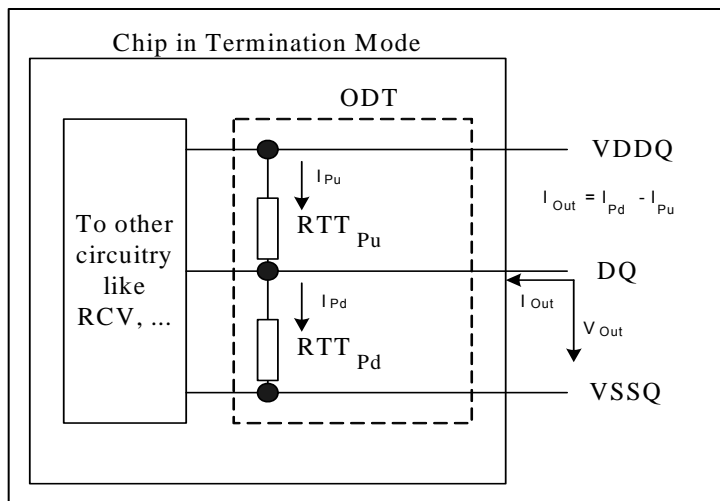 Chip in Termination Mode
ODT
VDDQ
I Pu
I Out = I Pd - I Pu
To other
circuitry
like
RCV, ...
RTT Pu
DQ
I Pd
I Out
V Out
RTT Pd
VSSQ